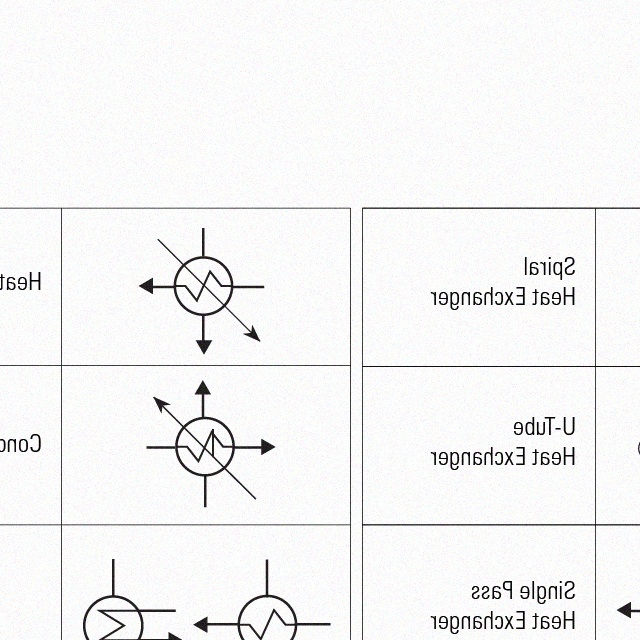 Spiral
Heat Exchanger
U-Tube
Heat Exchanger
Single Pass
Heat Exchanger
Heat